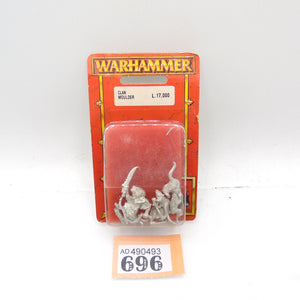 WARHAMMER
CLAN
MOULDER
L.17,000
AD490493
696